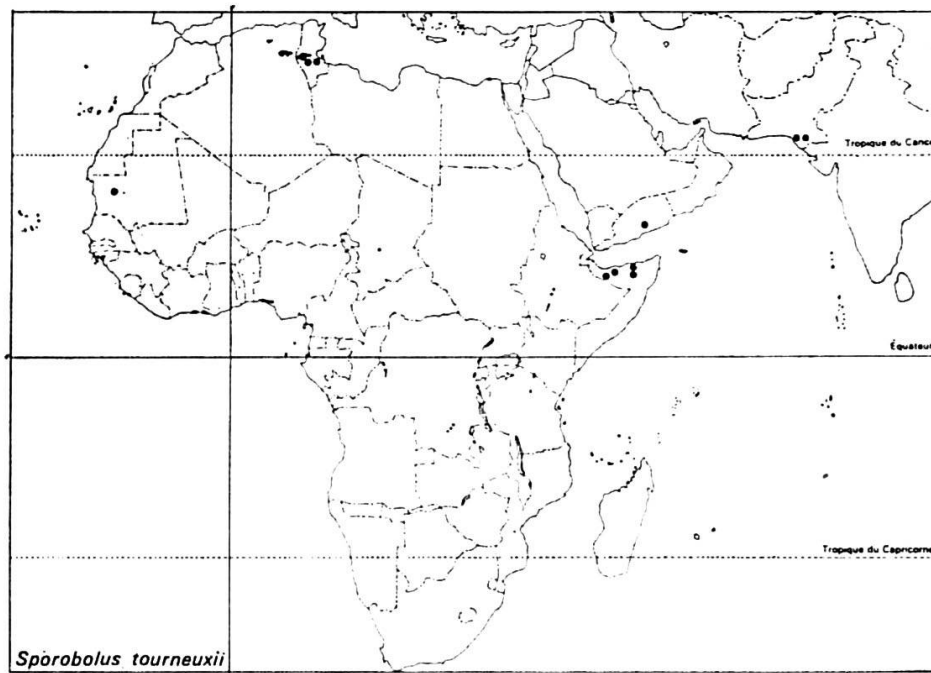 Tropique du Cancer
Équateur
Tropique du Capricorne
Sporobolus tourneuxii